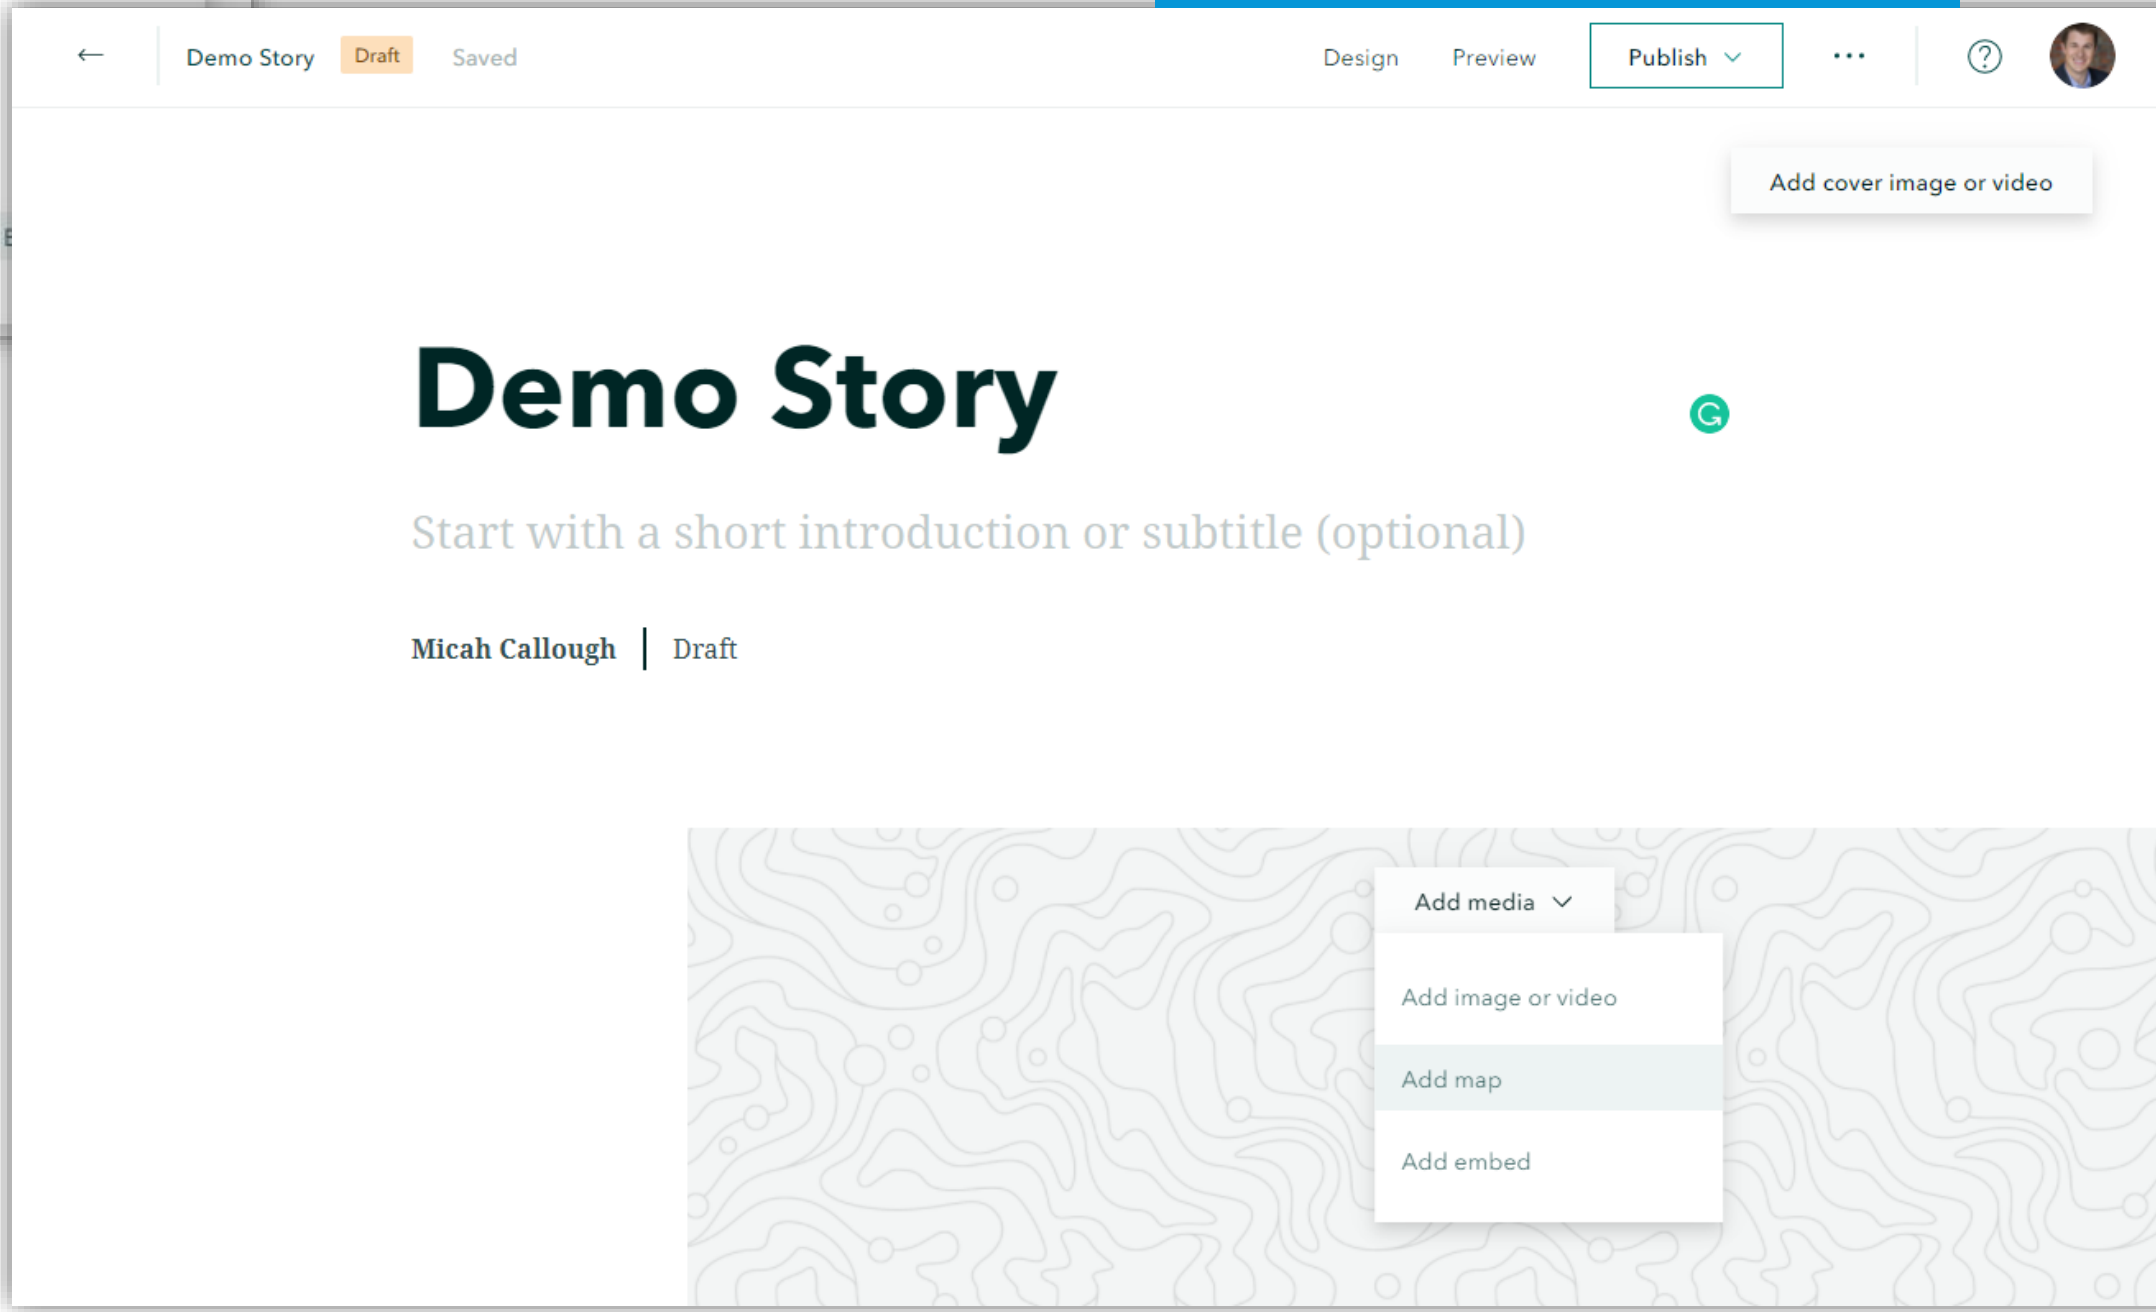 Demo Story Draft Saved Design Preview Publish ... ?
Add cover image or video
Demo Story
Start with a short introduction or subtitle (optional)
Micah Callough | Draft
Add media
Add image or video
Add map
Add embed